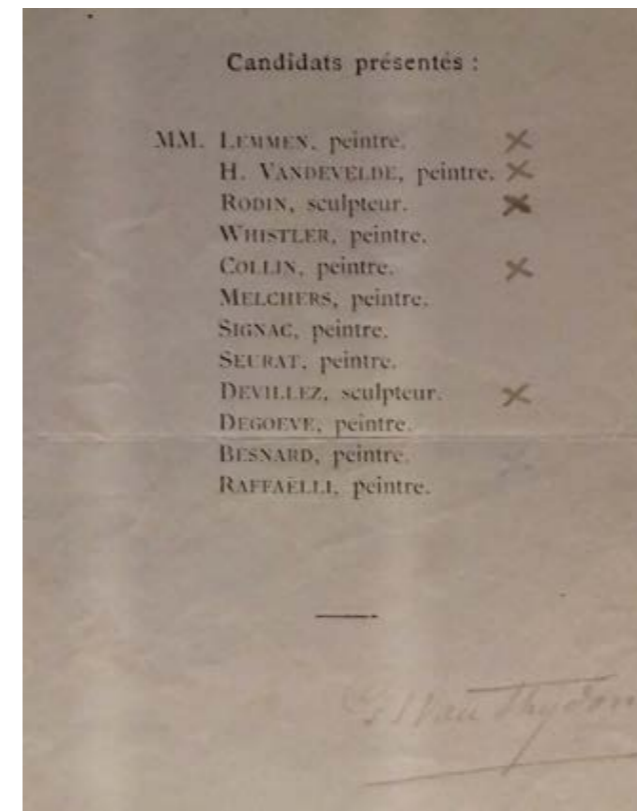 Candidats présentés :
MM. LEMMEN, peintre.
H. VANDEVELDE, peintre.
RODIN, sculpteur.
WHISTLER, peintre.
COLLIN, peintre.
MELCHERS, peintre.
SIGNAC, peintre.
SEURAT, peintre.
DEVILLEZ, sculpteur.
DEGOEVE, peintre.
BESNARD, peintre.
RAFFAËLLI, peintre.